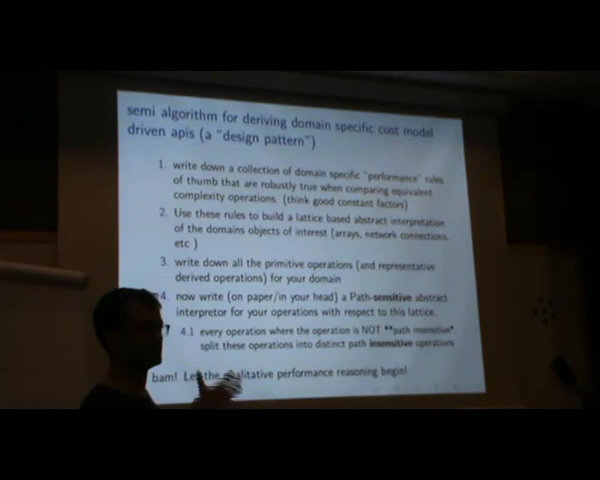 semi algorithm for deriving domain specific cost model
driven apis (a "design pattern")
1. write down a collection of domain specific "performance" rules
of thumb that are robustly true when comparing equivalent
complexity operations. (think good constant factors)
2. Use these rules to build a lattice based abstract interpretation
of the domains objects of interest (arrays, network connections,
etc )
3. write down all the primitive operations (and representative
derived operations) for your domain
4. now write (on paper/in your head) a Path-sensitive abstract
interpretor for your operations with respect to this lattice.
4.1 every operation where the operation is NOT **path insensitive*,
split these operations into distinct path insensitive operations
bam! Let the qualitative performance reasoning begin!